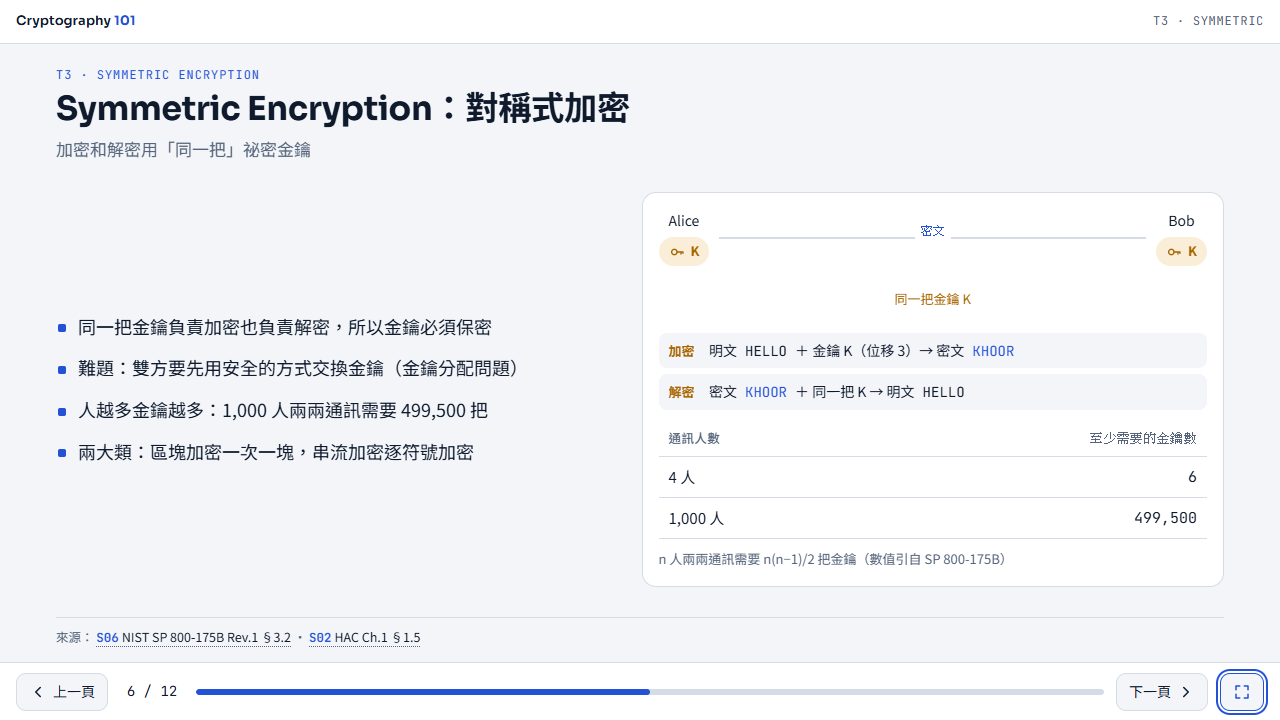 Cryptography 101
T3 · SYMMETRIC
T3 · SYMMETRIC ENCRYPTION
Symmetric Encryption：對稱式加密
加密和解密用「同一把」祕密金鑰
同一把金鑰負責加密也負責解密，所以金鑰必須保密
難題：雙方要先用安全的方式交換金鑰（金鑰分配問題）
人越多金鑰越多：1,000 人兩兩通訊需要 499,500 把
兩大類：區塊加密一次一塊，串流加密逐符號加密
Alice
K
密文
Bob
K
同一把金鑰 K
加密 明文 HELLO ＋ 金鑰 K（位移 3）→ 密文 KHOOR
解密 密文 KHOOR ＋ 同一把 K → 明文 HELLO
通訊人數 至少需要的金鑰數
4 人 6
1,000 人 499,500
n 人兩兩通訊需要 n(n−1)/2 把金鑰（數值引自 SP 800-175B）
來源： S06 NIST SP 800-175B Rev.1 §3.2 · S02 HAC Ch.1 §1.5
上一頁
6 / 12
下一頁